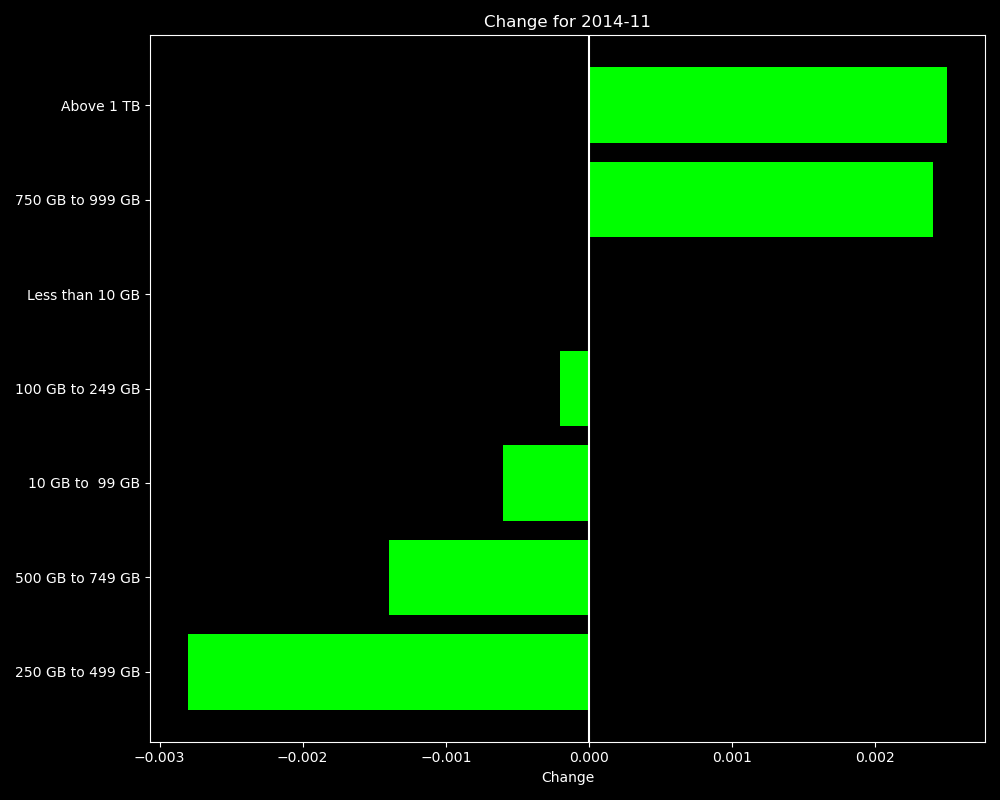 Change for 2014-11
Above 1 TB
750 GB to 999 GB
Less than 10 GB
100 GB to 249 GB
10 GB to  99 GB
500 GB to 749 GB
250 GB to 499 GB
−0.003 −0.002 −0.001 0.000 0.001 0.002
Change